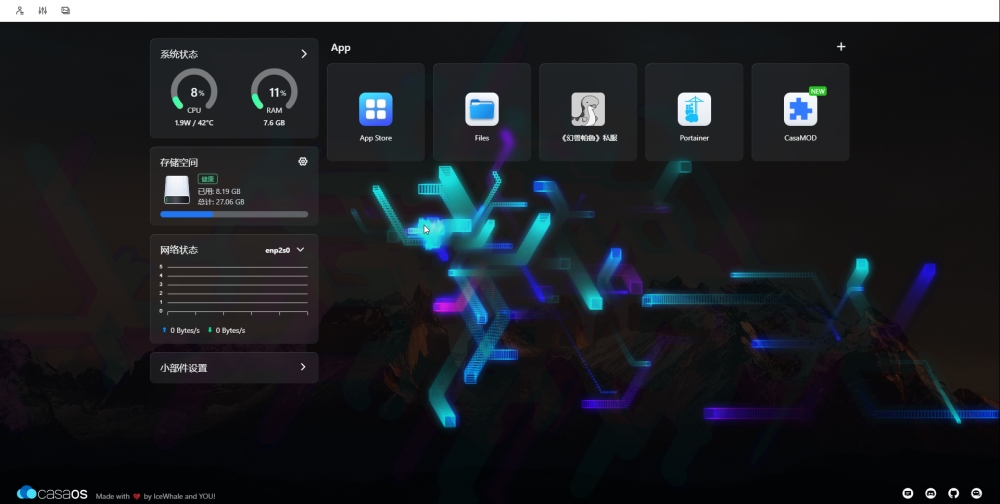 系统状态
8%
CPU
1.9W / 42°C
11%
RAM
7.6 GB
存储空间
健康
已用: 8.19 GB
总计: 27.06 GB
网络状态
enp2s0
5
4
3
2
1
0
0 Bytes/s
0 Bytes/s
小部件设置
App
App Store
Files
《幻兽帕鲁》私服
Portainer
NEW
CasaMOD
casaOS
Made with ❤ by IceWhale and YOU!